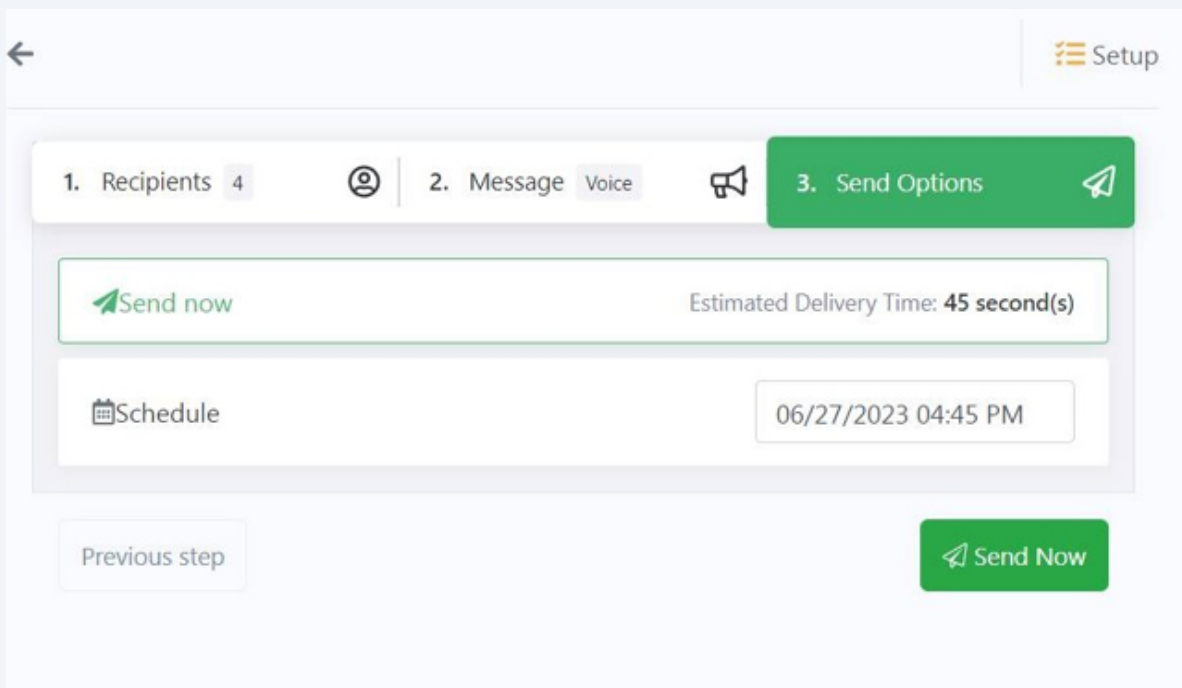 Setup
1. Recipients 4 2. Message Voice 3. Send Options
Send now Estimated Delivery Time: 45 second(s)
Schedule 06/27/2023 04:45 PM
Previous step Send Now